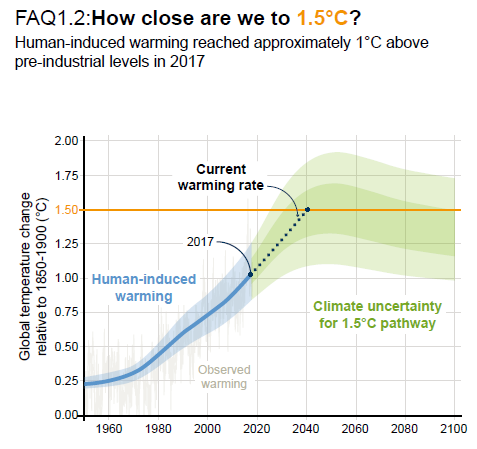 FAQ1.2:How close are we to 1.5°C?
Human-induced warming reached approximately 1°C above
pre-industrial levels in 2017
Global temperature change
relative to 1850-1900 (°C)
2.00
1.75
1.50
1.25
1.00
0.75
0.50
0.25
0.00
Current
warming rate
2017
Human-induced
warming
Climate uncertainty
for 1.5°C pathway
Observed
warming
1960 1980 2000 2020 2040 2060 2080 2100